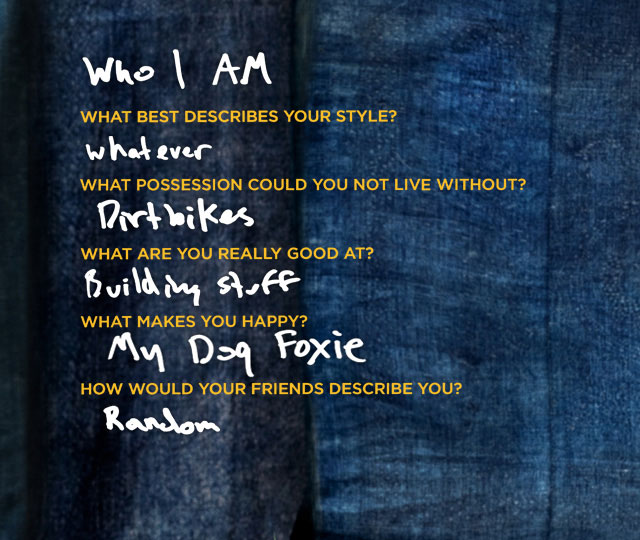 Who I AM
WHAT BEST DESCRIBES YOUR STYLE?
whatever
WHAT POSSESSION COULD YOU NOT LIVE WITHOUT?
Dirtbikes
WHAT ARE YOU REALLY GOOD AT?
Building stuff
WHAT MAKES YOU HAPPY?
My Dog Foxie
HOW WOULD YOUR FRIENDS DESCRIBE YOU?
Random